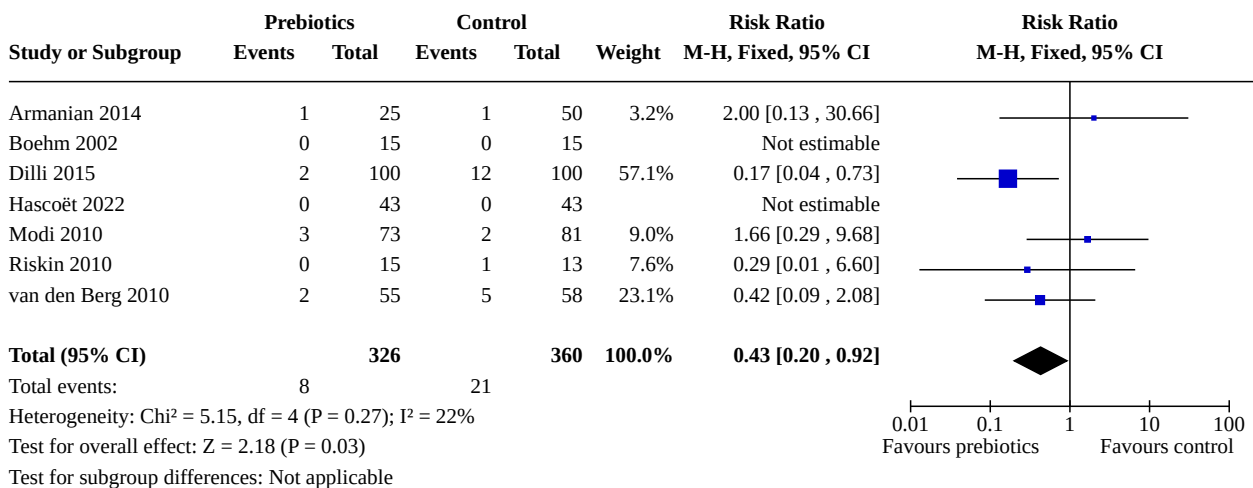 Prebiotics Control Risk Ratio Risk Ratio
Study or Subgroup Events Total Events Total Weight M-H, Fixed, 95% CI M-H, Fixed, 95% CI
Armanian 2014 1 25 1 50 3.2% 2.00 [0.13 , 30.66]
Boehm 2002 0 15 0 15 Not estimable
Dilli 2015 2 100 12 100 57.1% 0.17 [0.04 , 0.73]
Hascoët 2022 0 43 0 43 Not estimable
Modi 2010 3 73 2 81 9.0% 1.66 [0.29 , 9.68]
Riskin 2010 0 15 1 13 7.6% 0.29 [0.01 , 6.60]
van den Berg 2010 2 55 5 58 23.1% 0.42 [0.09 , 2.08]
Total (95% CI) 326 360 100.0% 0.43 [0.20 , 0.92]
Total events: 8 21
Heterogeneity: Chi² = 5.15, df = 4 (P = 0.27); I² = 22%
Test for overall effect: Z = 2.18 (P = 0.03)
Test for subgroup differences: Not applicable
0.01 0.1 1 10 100
Favours prebiotics Favours control